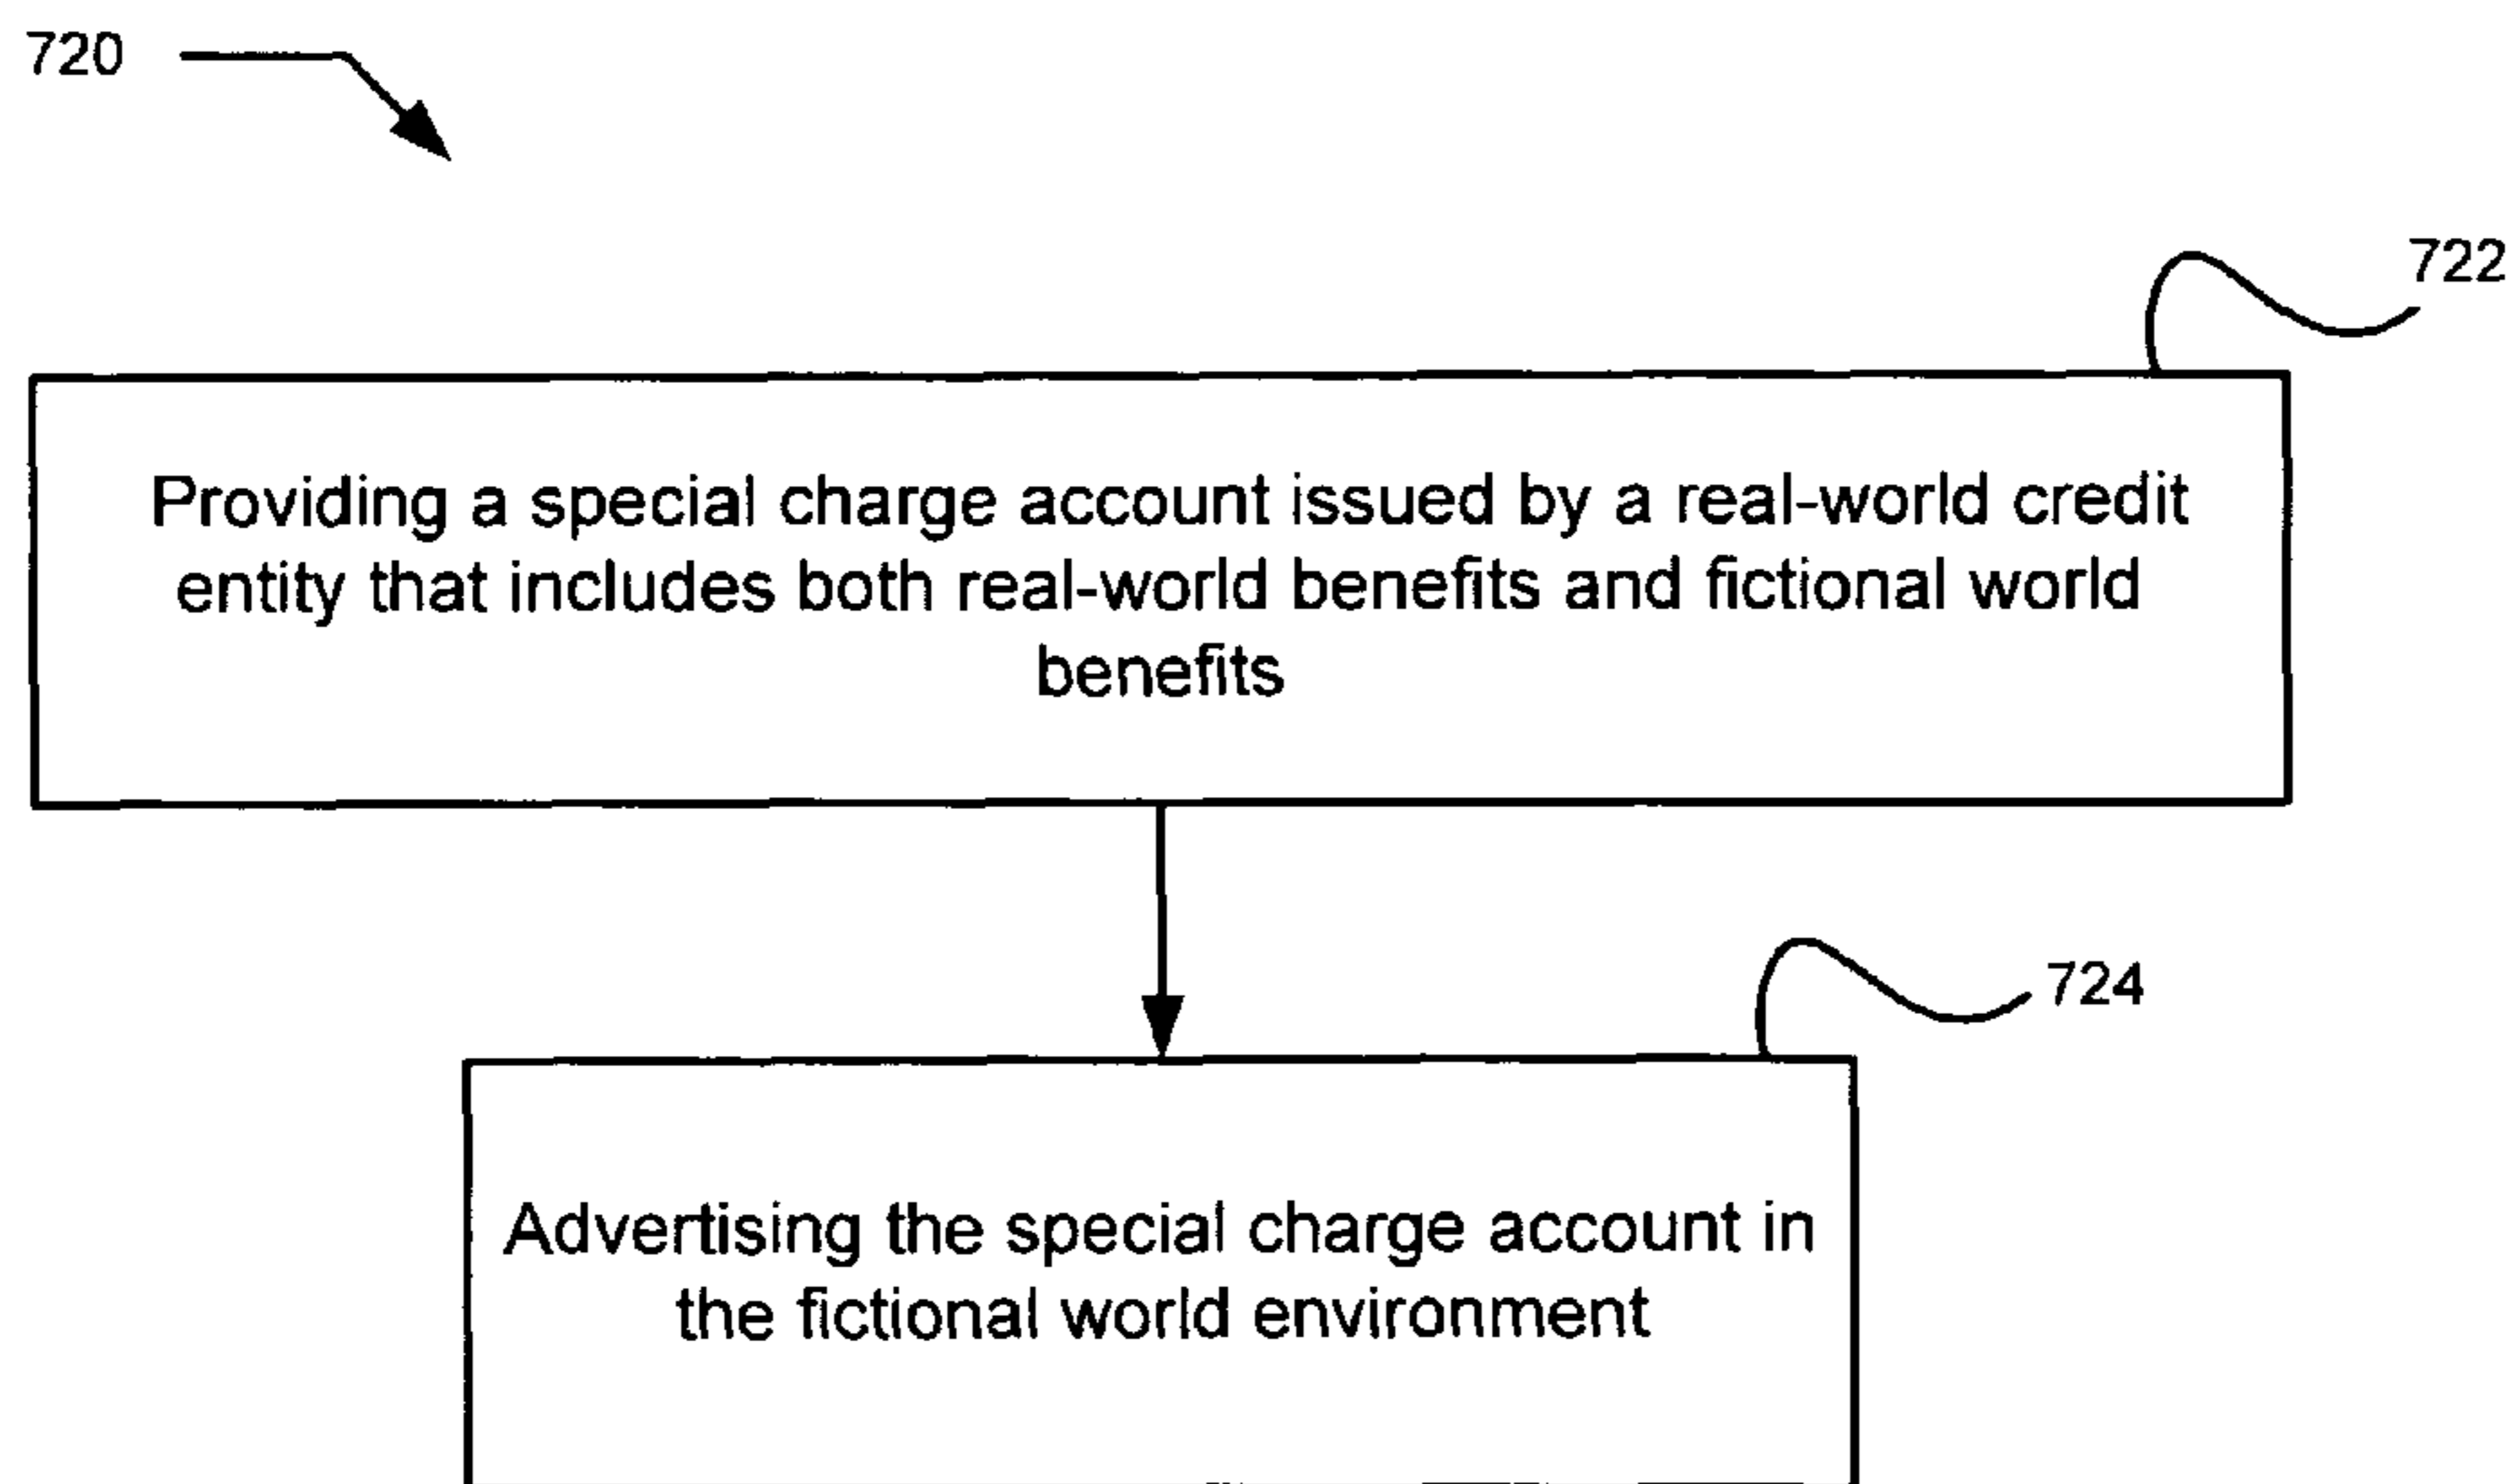 720
722
Providing a special charge account issued by a real-world credit
entity that includes both real-world benefits and fictional world
benefits
724
Advertising the special charge account in
the fictional world environment